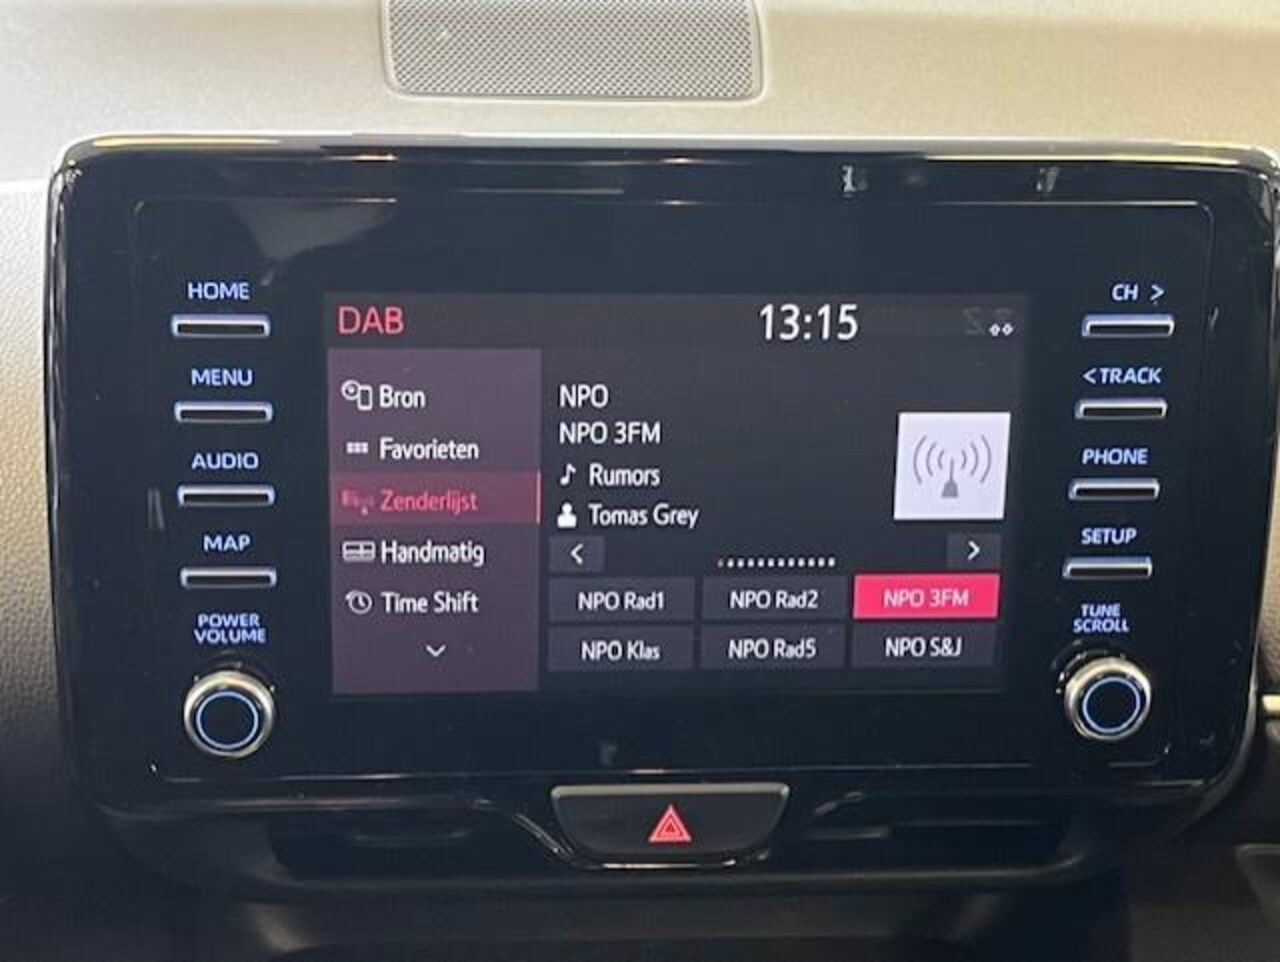 HOME
MENU
AUDIO
MAP
POWER
VOLUME
DAB
13:15
Bron
Favorieten
Zenderlijst
Handmatig
Time Shift
NPO
NPO 3FM
Rumors
Tomas Grey
< >
NPO Rad1 NPO Rad2 NPO 3FM
NPO Klas NPO Rad5 NPO S&J
CH >
<TRACK
PHONE
SETUP
TUNE
SCROLL